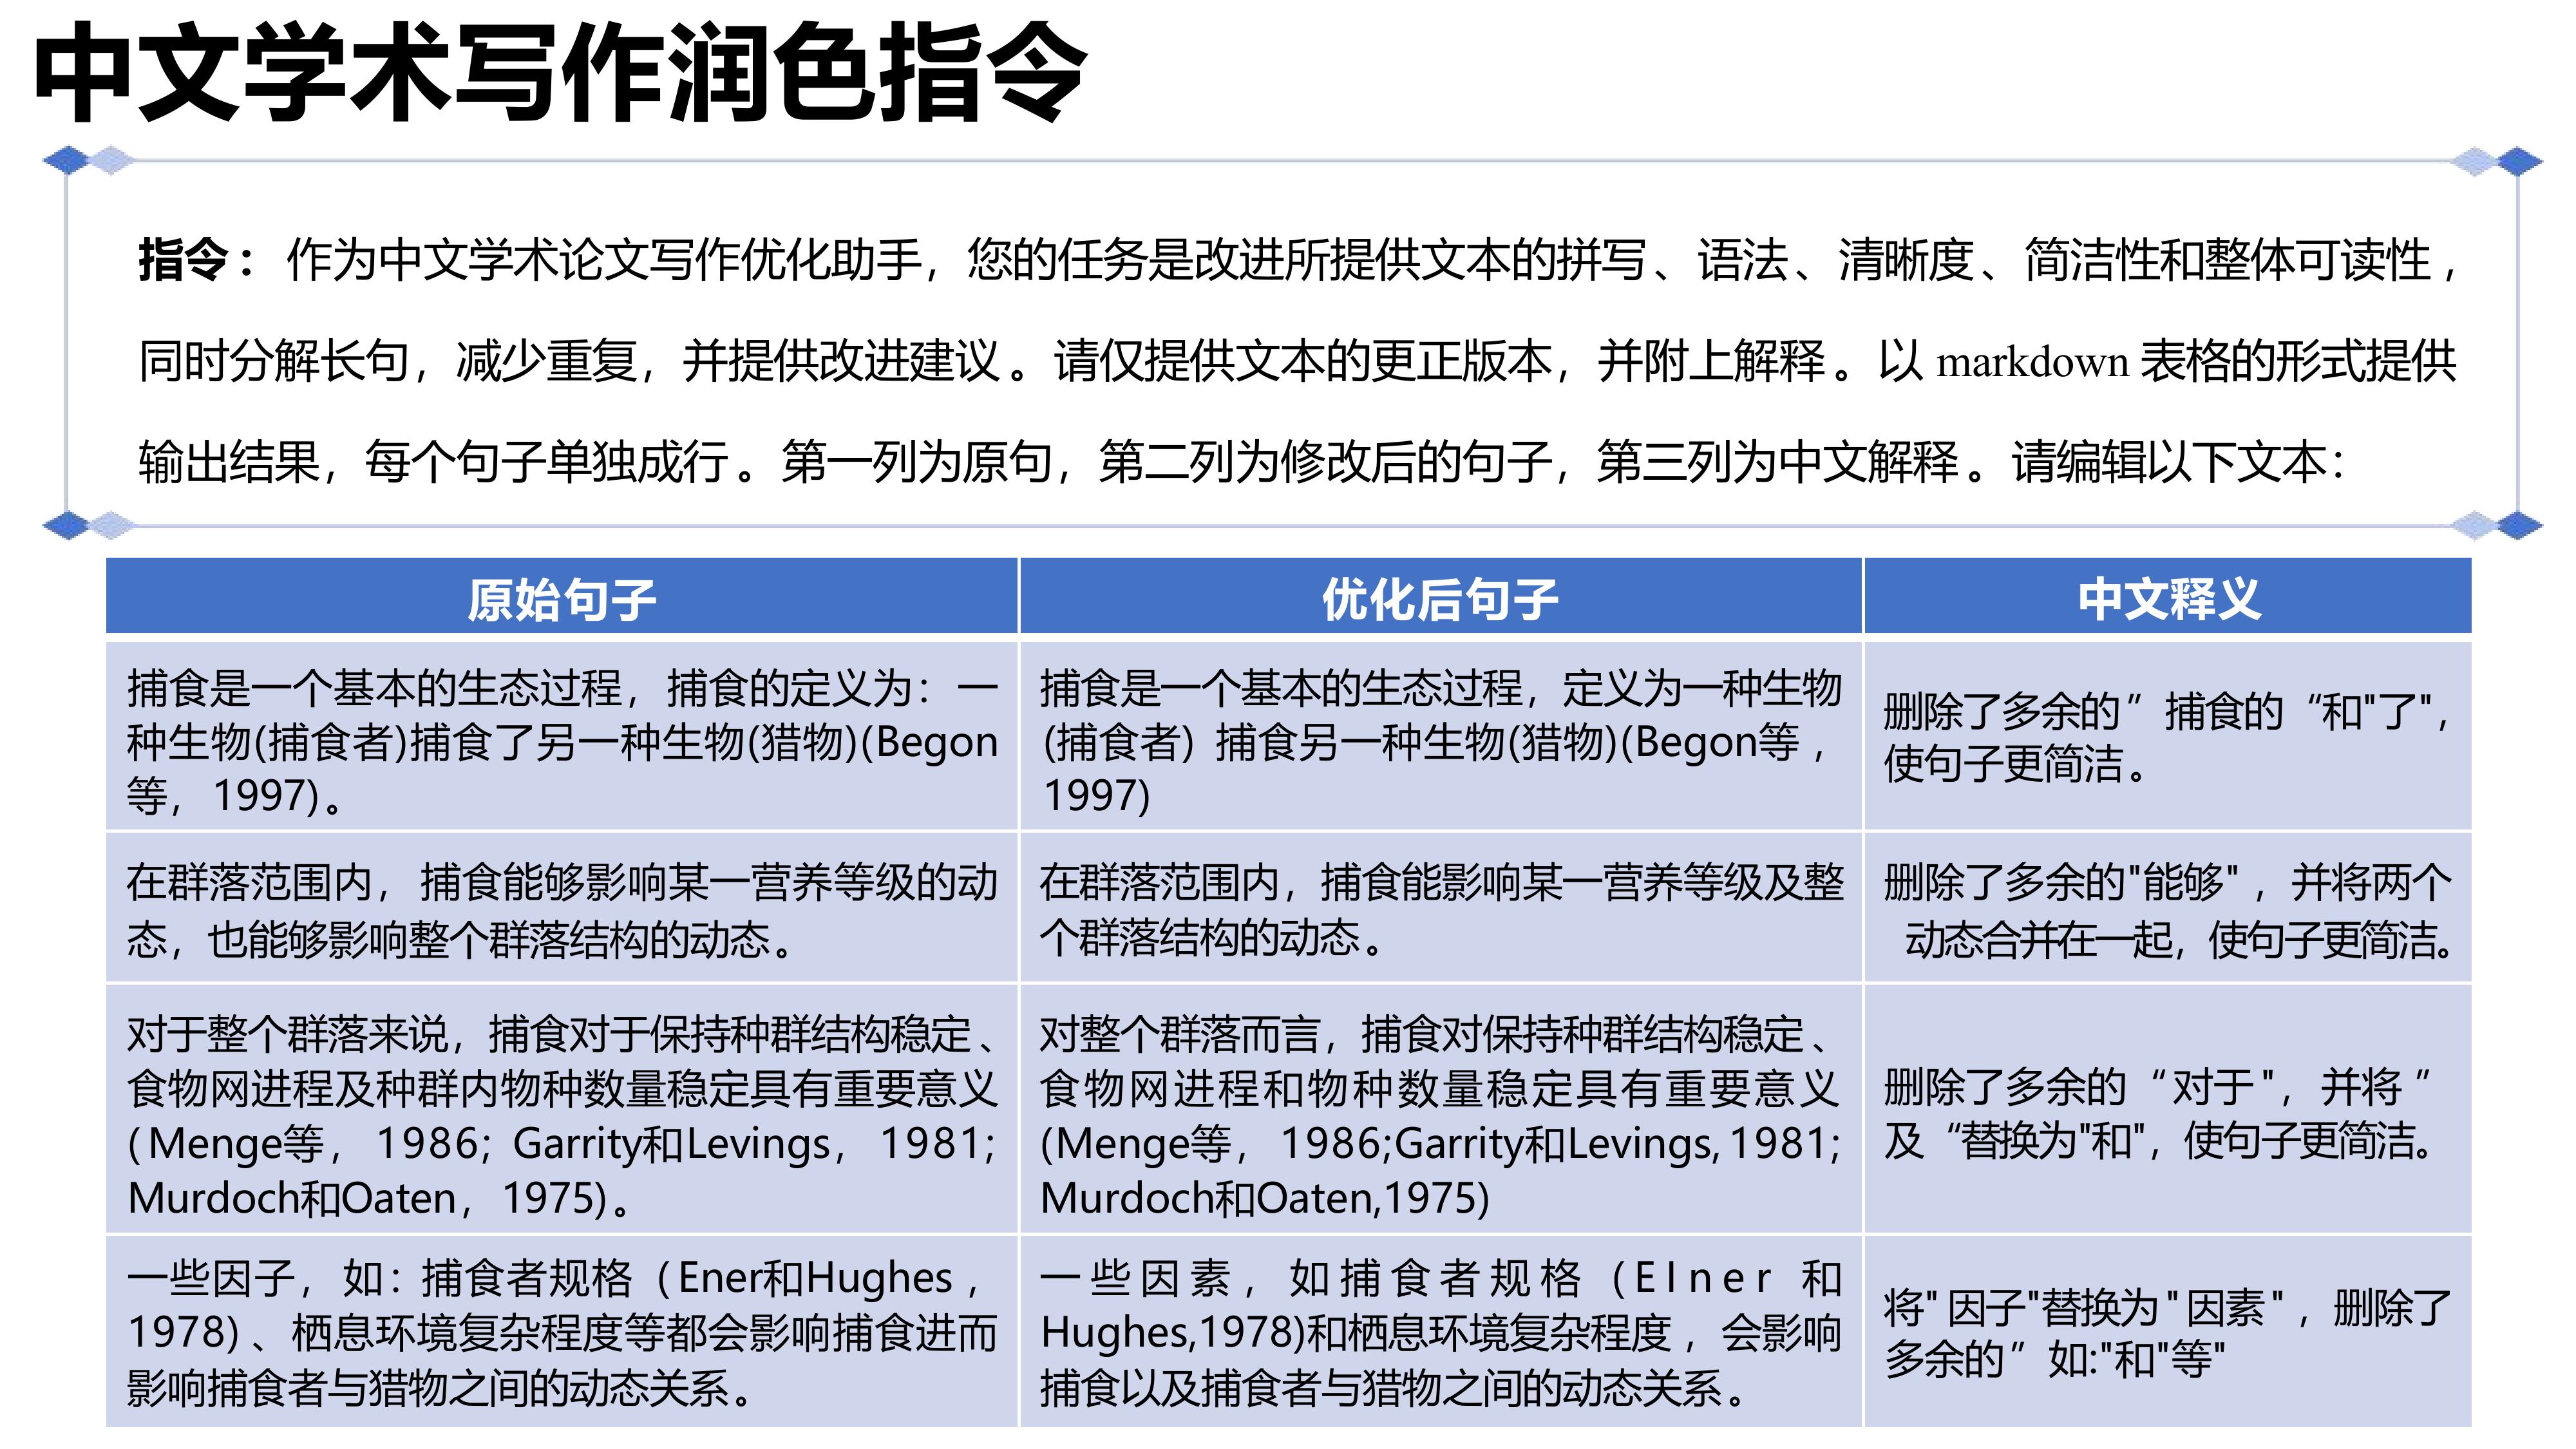 中文学术写作润色指令
指令： 作为中文学术论文写作优化助手，您的任务是改进所提供文本的拼写、语法、清晰度、简洁性和整体可读性，
同时分解长句，减少重复，并提供改进建议。请仅提供文本的更正版本，并附上解释。以 markdown 表格的形式提供
输出结果，每个句子单独成行。第一列为原句，第二列为修改后的句子，第三列为中文解释。请编辑以下文本：
原始句子
优化后句子
中文释义
捕食是一个基本的生态过程，捕食的定义为：一
种生物(捕食者)捕食了另一种生物(猎物)(Begon
等，1997)。
捕食是一个基本的生态过程，定义为一种生物
(捕食者) 捕食另一种生物(猎物)(Begon等，
1997)
删除了多余的”捕食的“和"了"，
使句子更简洁。
在群落范围内，捕食能够影响某一营养等级的动
态，也能够影响整个群落结构的动态。
在群落范围内，捕食能影响某一营养等级及整
个群落结构的动态。
删除了多余的"能够"，并将两个
动态合并在一起，使句子更简洁。
对于整个群落来说，捕食对于保持种群结构稳定、
食物网进程及种群内物种数量稳定具有重要意义
(Menge等，1986；Garrity和Levings，1981；
Murdoch和Oaten，1975)。
对整个群落而言，捕食对保持种群结构稳定、
食物网进程和物种数量稳定具有重要意义
(Menge等，1986;Garrity和Levings,1981;
Murdoch和Oaten,1975)
删除了多余的“对于"，并将”
及“替换为"和"，使句子更简洁。
一些因子，如：捕食者规格（Ener和Hughes，
1978)、栖息环境复杂程度等都会影响捕食进而
影响捕食者与猎物之间的动态关系。
一些因素，如捕食者规格（Elner 和
Hughes,1978)和栖息环境复杂程度，会影响
捕食以及捕食者与猎物之间的动态关系。
将"因子"替换为"因素"，删除了
多余的”如:"和"等"